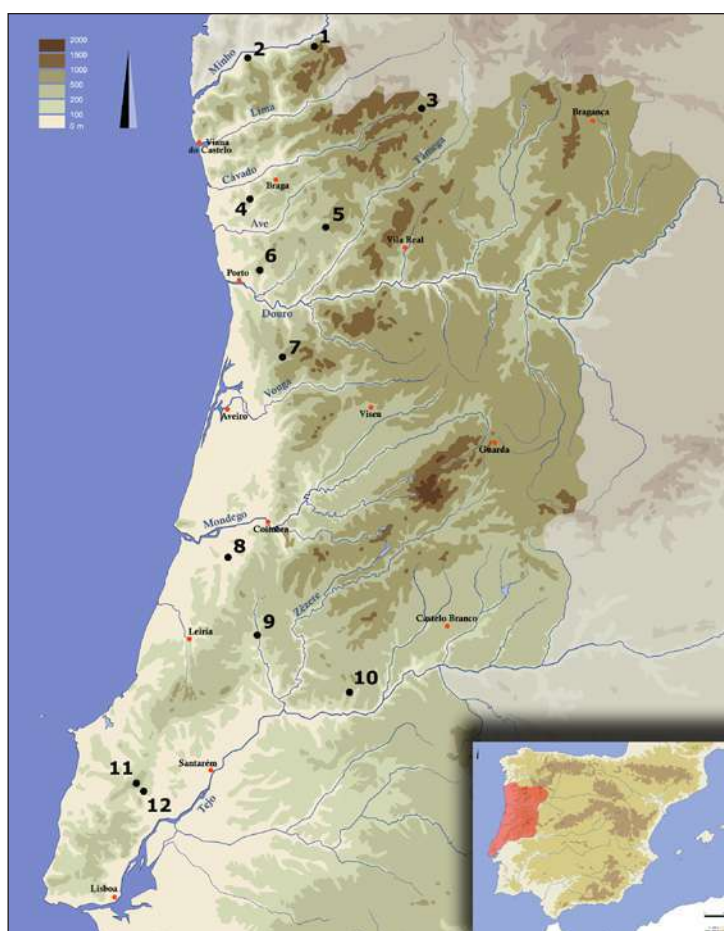 2000
1500
1000
500
200
100
0 m
Minho
2
1
Lima
3
Bragança
Viana
do Castelo
Tâmega
Cávado
Braga
4
Ave
5
Vila Real
6
Porto
Douro
7
Vouga
Aveiro
Viseu
Guarda
Mondego
Coimbra
8
Zêzere
9
Leiria
Castelo Branco
10
Santarém
11
12
Tejo
Lisboa